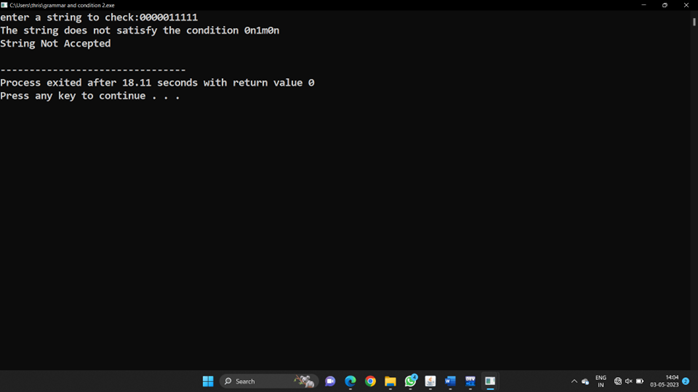 C:\Users\chris\grammar and condition 2.exe
enter a string to check:0000011111
The string does not satisfy the condition 0n1m0n
String Not Accepted
--------------------------------
Process exited after 18.11 seconds with return value 0
Press any key to continue . . .
Search
ENG
IN
14:04
03-05-2023